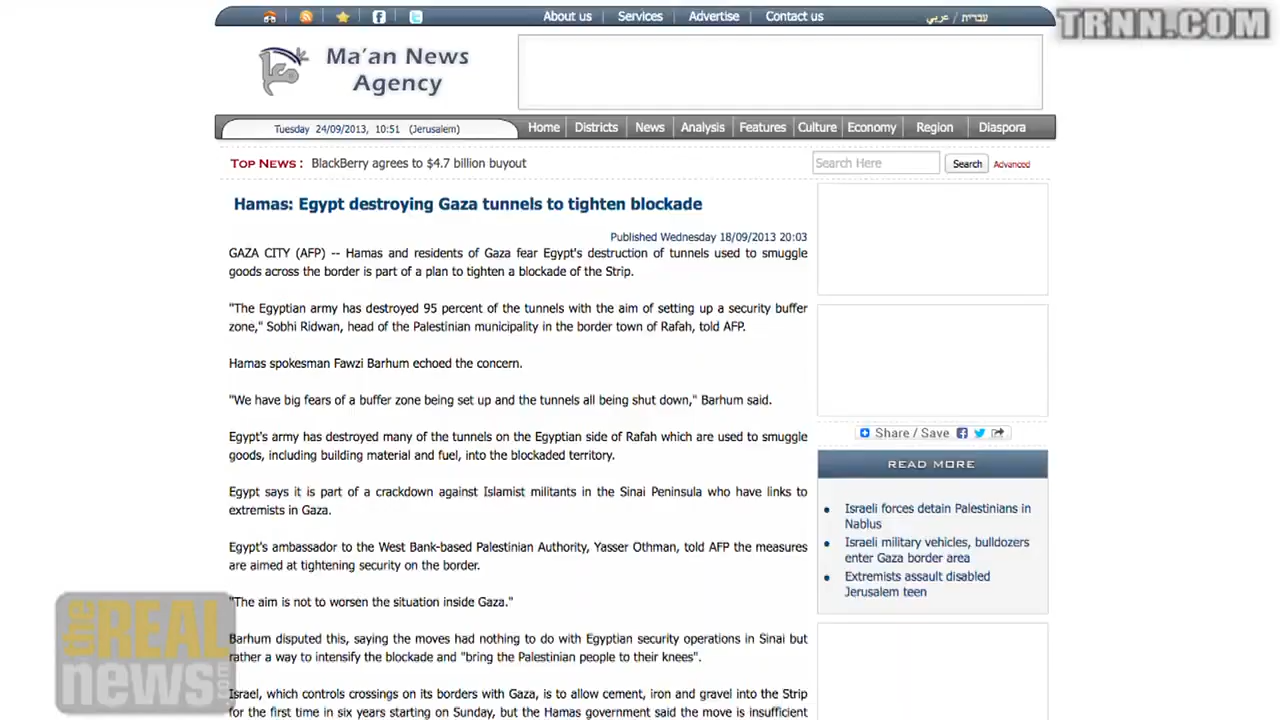 About us | Services | Advertise | Contact us
עברית / عربي
TRNN.COM
Ma'an News
Agency
Tuesday 24/09/2013, 10:51 (Jerusalem)
Home Districts News Analysis Features Culture Economy Region Diaspora
TOP NEWS : BlackBerry agrees to $4.7 billion buyout
Search Here Search Advanced
Hamas: Egypt destroying Gaza tunnels to tighten blockade
Published Wednesday 18/09/2013 20:03
GAZA CITY (AFP) -- Hamas and residents of Gaza fear Egypt's destruction of tunnels used to smuggle
goods across the border is part of a plan to tighten a blockade of the Strip.
"The Egyptian army has destroyed 95 percent of the tunnels with the aim of setting up a security buffer
zone," Sobhi Ridwan, head of the Palestinian municipality in the border town of Rafah, told AFP.
Hamas spokesman Fawzi Barhum echoed the concern.
"We have big fears of a buffer zone being set up and the tunnels all being shut down," Barhum said.
Egypt's army has destroyed many of the tunnels on the Egyptian side of Rafah which are used to smuggle
goods, including building material and fuel, into the blockaded territory.
Egypt says it is part of a crackdown against Islamist militants in the Sinai Peninsula who have links to
extremists in Gaza.
Egypt's ambassador to the West Bank-based Palestinian Authority, Yasser Othman, told AFP the measures
are aimed at tightening security on the border.
"The aim is not to worsen the situation inside Gaza."
Barhum disputed this, saying the moves had nothing to do with Egyptian security operations in Sinai but
rather a way to intensify the blockade and "bring the Palestinian people to their knees".
Israel, which controls crossings on its borders with Gaza, is to allow cement, iron and gravel into the Strip
for the first time in six years starting on Sunday, but the Hamas government said the move is insufficient
Share / Save
READ MORE
Israeli forces detain Palestinians in
Nablus
Israeli military vehicles, bulldozers
enter Gaza border area
Extremists assault disabled
Jerusalem teen
the REAL
news.com